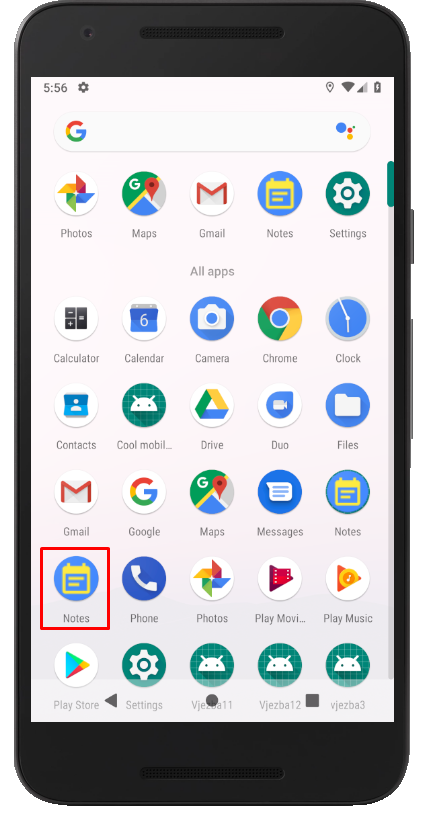 5:56
Photos Maps Gmail Notes Settings
All apps
Calculator Calendar Camera Chrome Clock
6
Contacts Cool mobil... Drive Duo Files
Gmail Google Maps Messages Notes
Notes Phone Photos Play Movi... Play Music
Play Store Settings Vjezba11 Vjezba12 vjezba3